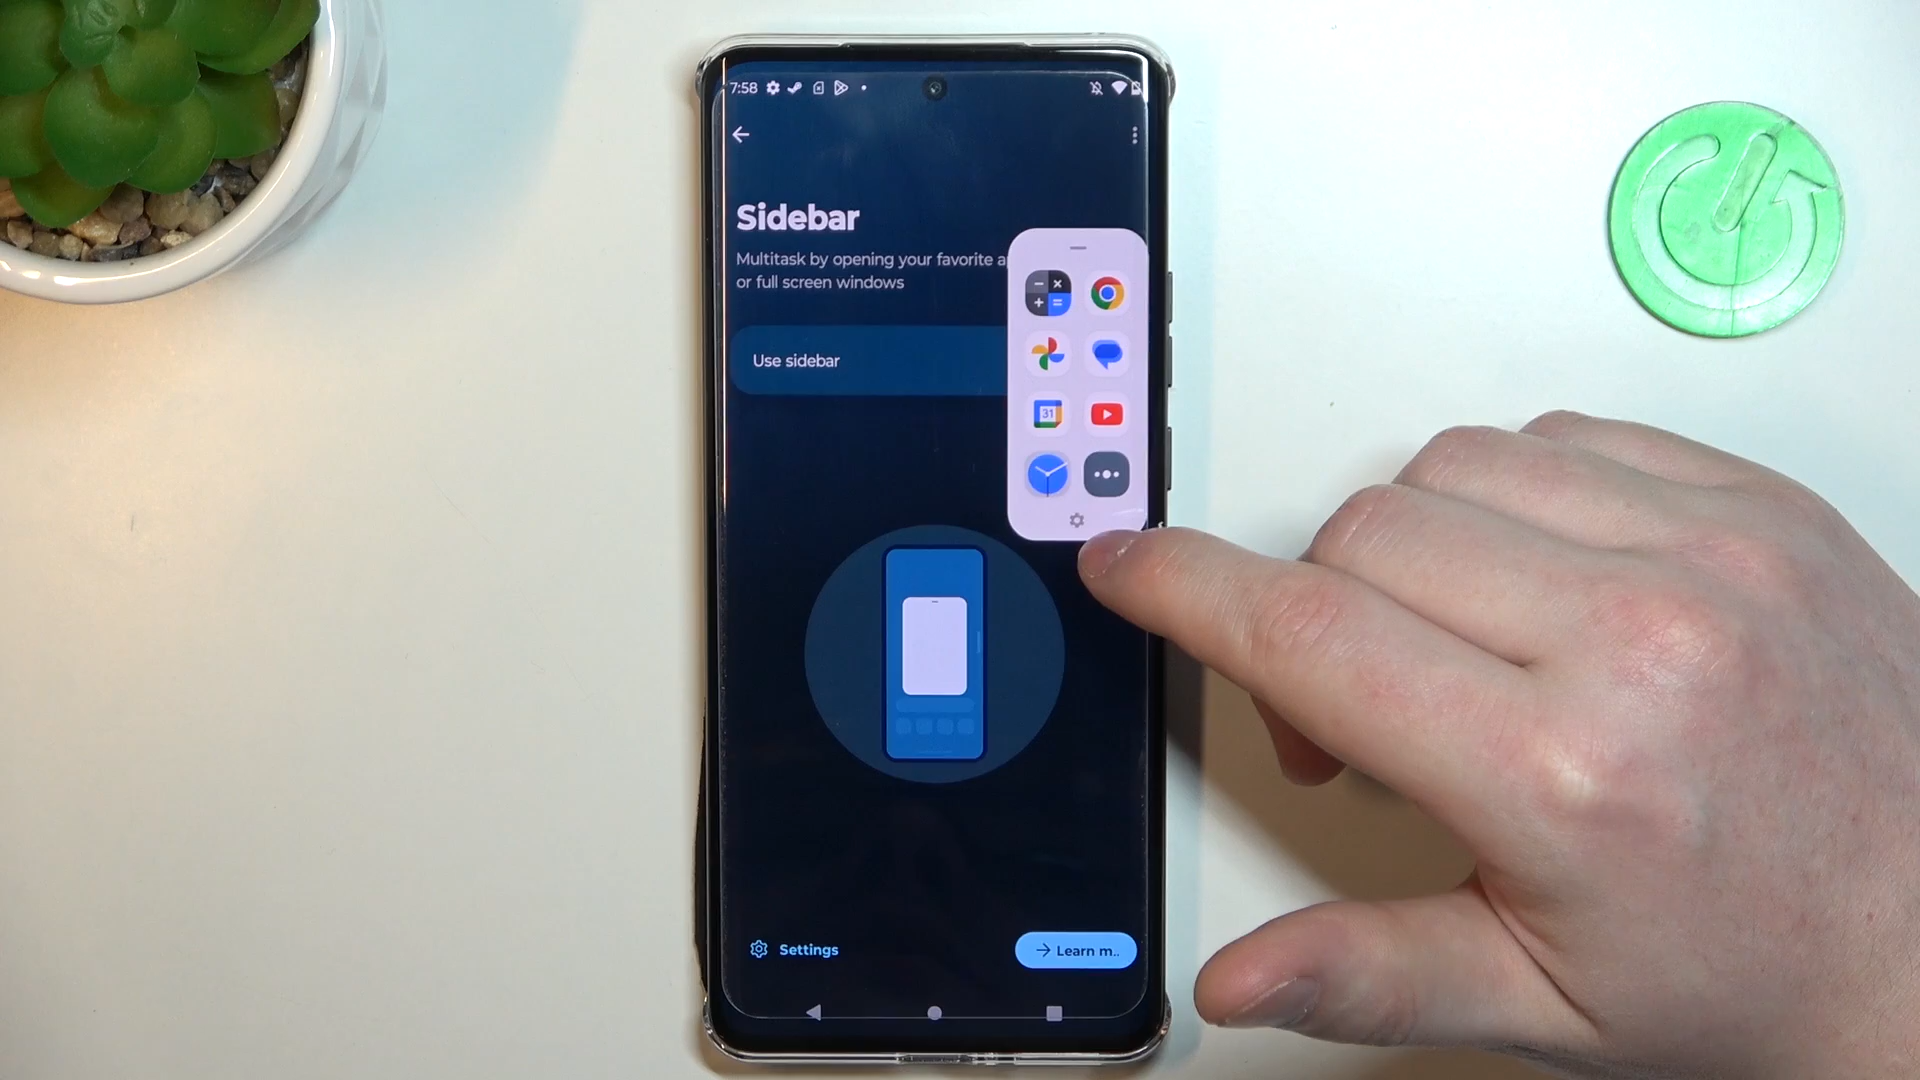 7:58
Sidebar
Multitask by opening your favorite a
or full screen windows
Use sidebar
31
Settings
Learn m..